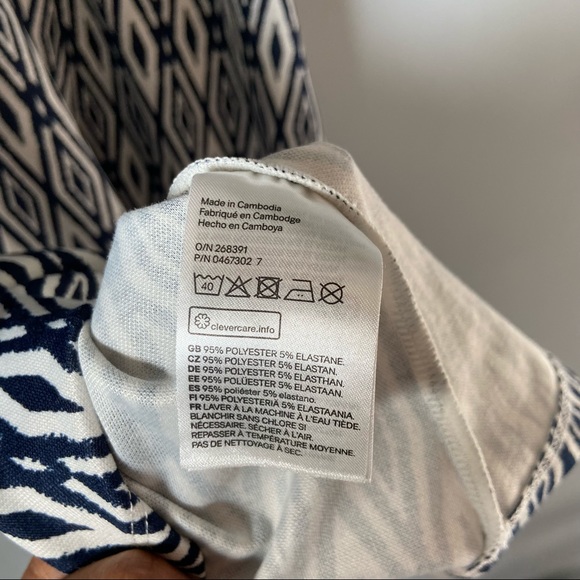 Made in Cambodia
Fabriqué en Cambodge
Hecho en Camboya
O/N 268391
P/N 0467302 7
40
clevercare.info
GB 95% POLYESTER 5% ELASTANE.
CZ 95% POLYESTER 5% ELASTAN.
DE 95% POLYESTER 5% ELASTHAN.
EE 95% POLÜESTER 5% ELASTAAN.
ES 95% poliéster 5% elastano.
FI 95% POLYESTERIÄ 5% ELASTAANIA.
FR LAVER À LA MACHINE À L'EAU TIÈDE.
BLANCHIR SANS CHLORE SI
NÉCESSAIRE. SÉCHER À L'AIR.
REPASSER À TEMPÉRATURE MOYENNE.
PAS DE NETTOYAGE À SEC.